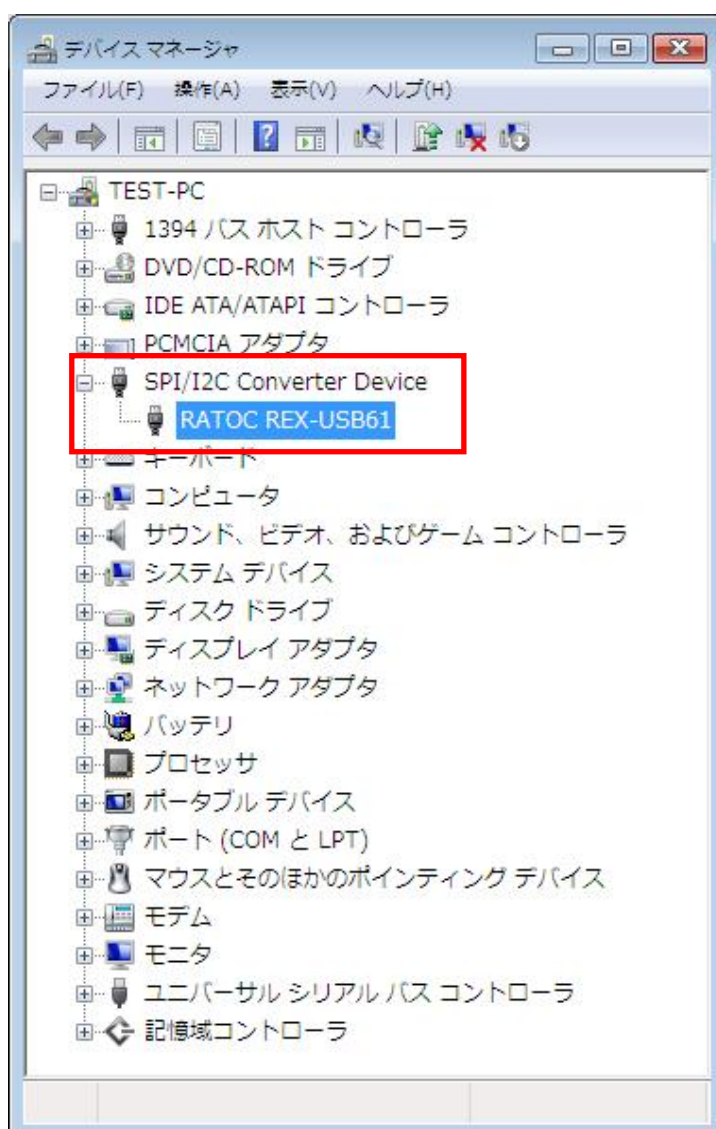 デバイス マネージャ
ファイル(F) 操作(A) 表示(V) ヘルプ(H)
TEST-PC
1394 バス ホスト コントローラ
DVD/CD-ROM ドライブ
IDE ATA/ATAPI コントローラ
PCMCIA アダプタ
SPI/I2C Converter Device
RATOC REX-USB61
キーボード
コンピュータ
サウンド、ビデオ、およびゲーム コントローラ
システム デバイス
ディスク ドライブ
ディスプレイ アダプタ
ネットワーク アダプタ
バッテリ
プロセッサ
ポータブル デバイス
ポート (COM と LPT)
マウスとそのほかのポインティング デバイス
モデム
モニタ
ユニバーサル シリアル バス コントローラ
記憶域コントローラ